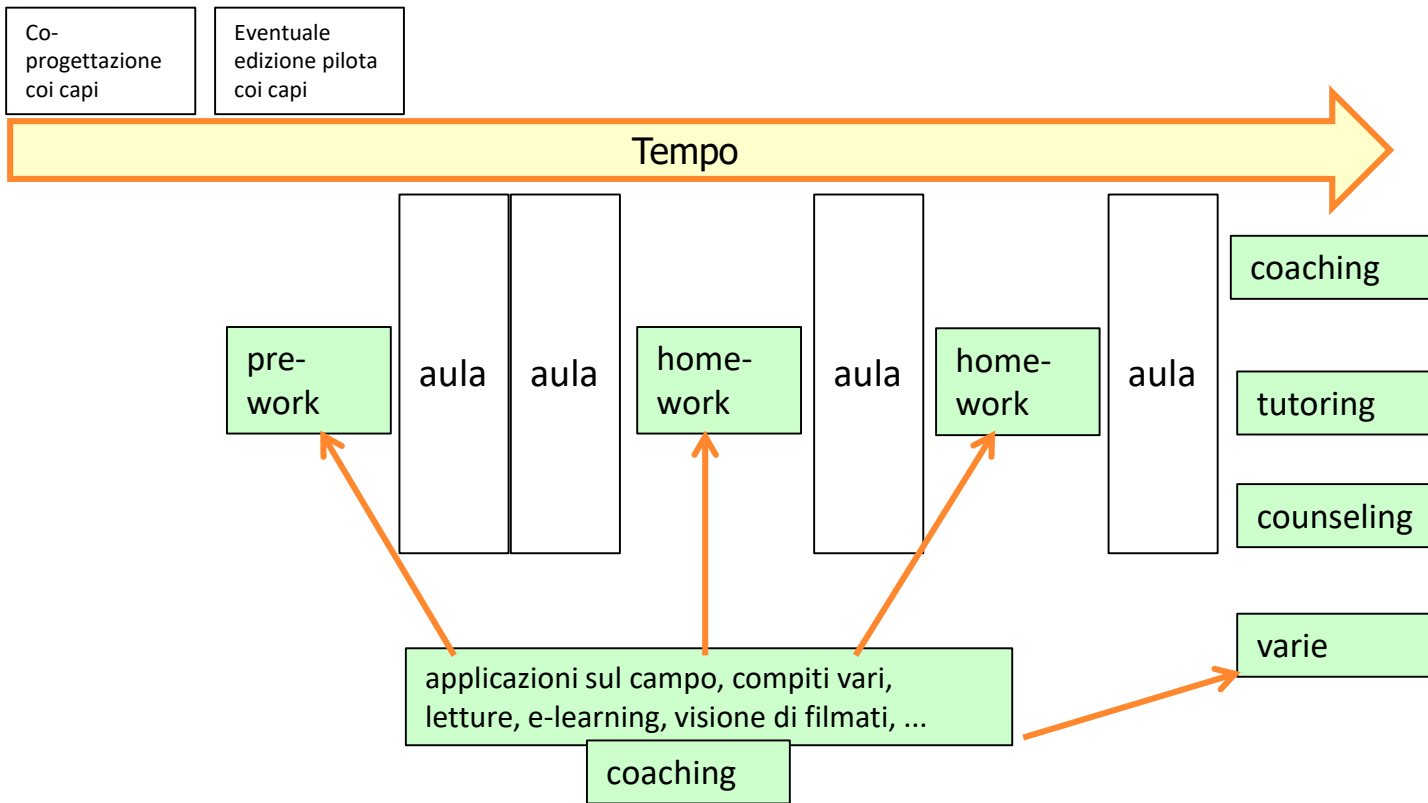 Co-
progettazione
coi capi
Eventuale
edizione pilota
coi capi
Tempo
pre-
work
aula
aula
home-
work
aula
home-
work
aula
coaching
tutoring
counseling
varie
applicazioni sul campo, compiti vari,
letture, e-learning, visione di filmati, ...
coaching